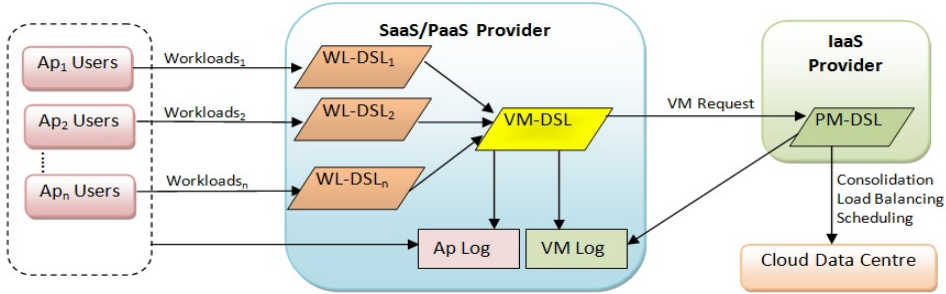 SaaS/PaaS Provider
IaaS
Provider
Ap1 Users
Workloads1
WL-DSL1
Ap2 Users
Workloads2
WL-DSL2
VM-DSL
VM Request
PM-DSL
Apn Users
Workloadsn
WL-DSLn
Consolidation
Load Balancing
Scheduling
Ap Log
VM Log
Cloud Data Centre